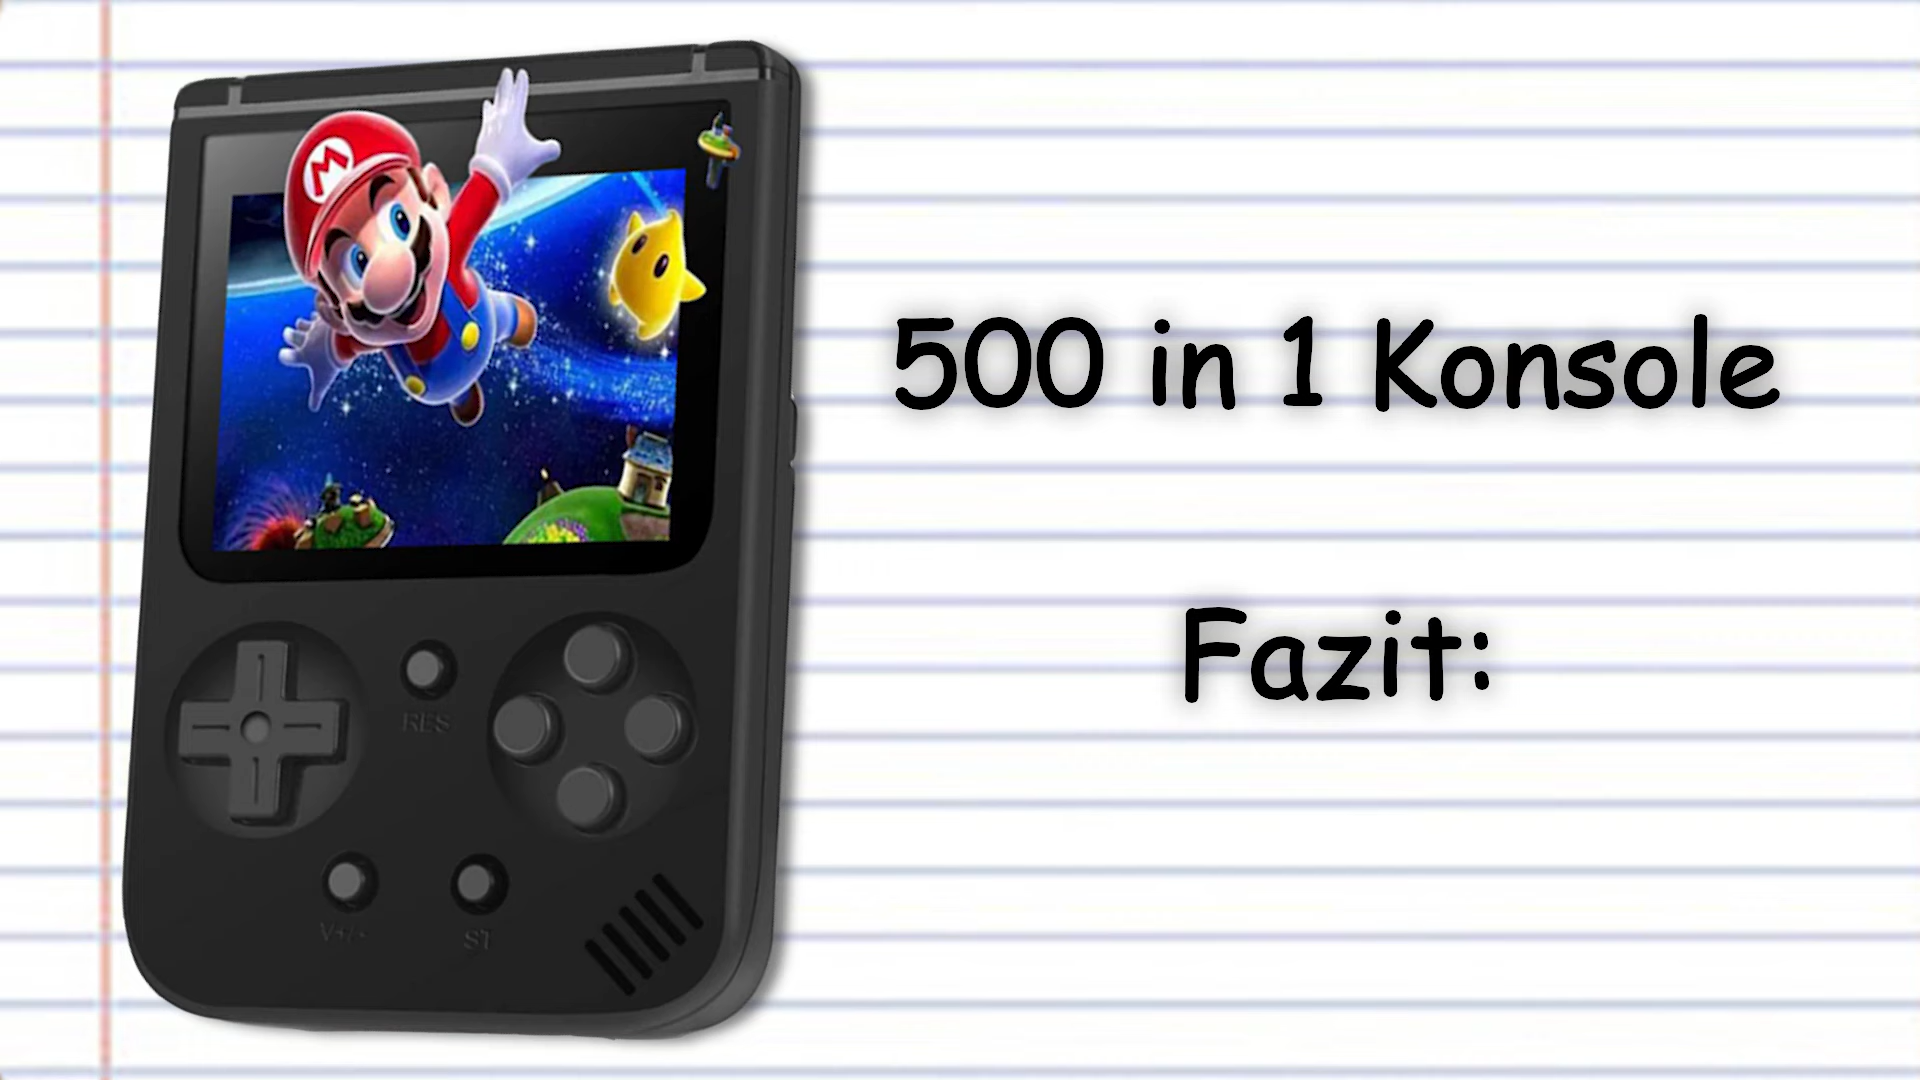 M
500 in 1 Konsole
Fazit:
RES
V+/-
ST